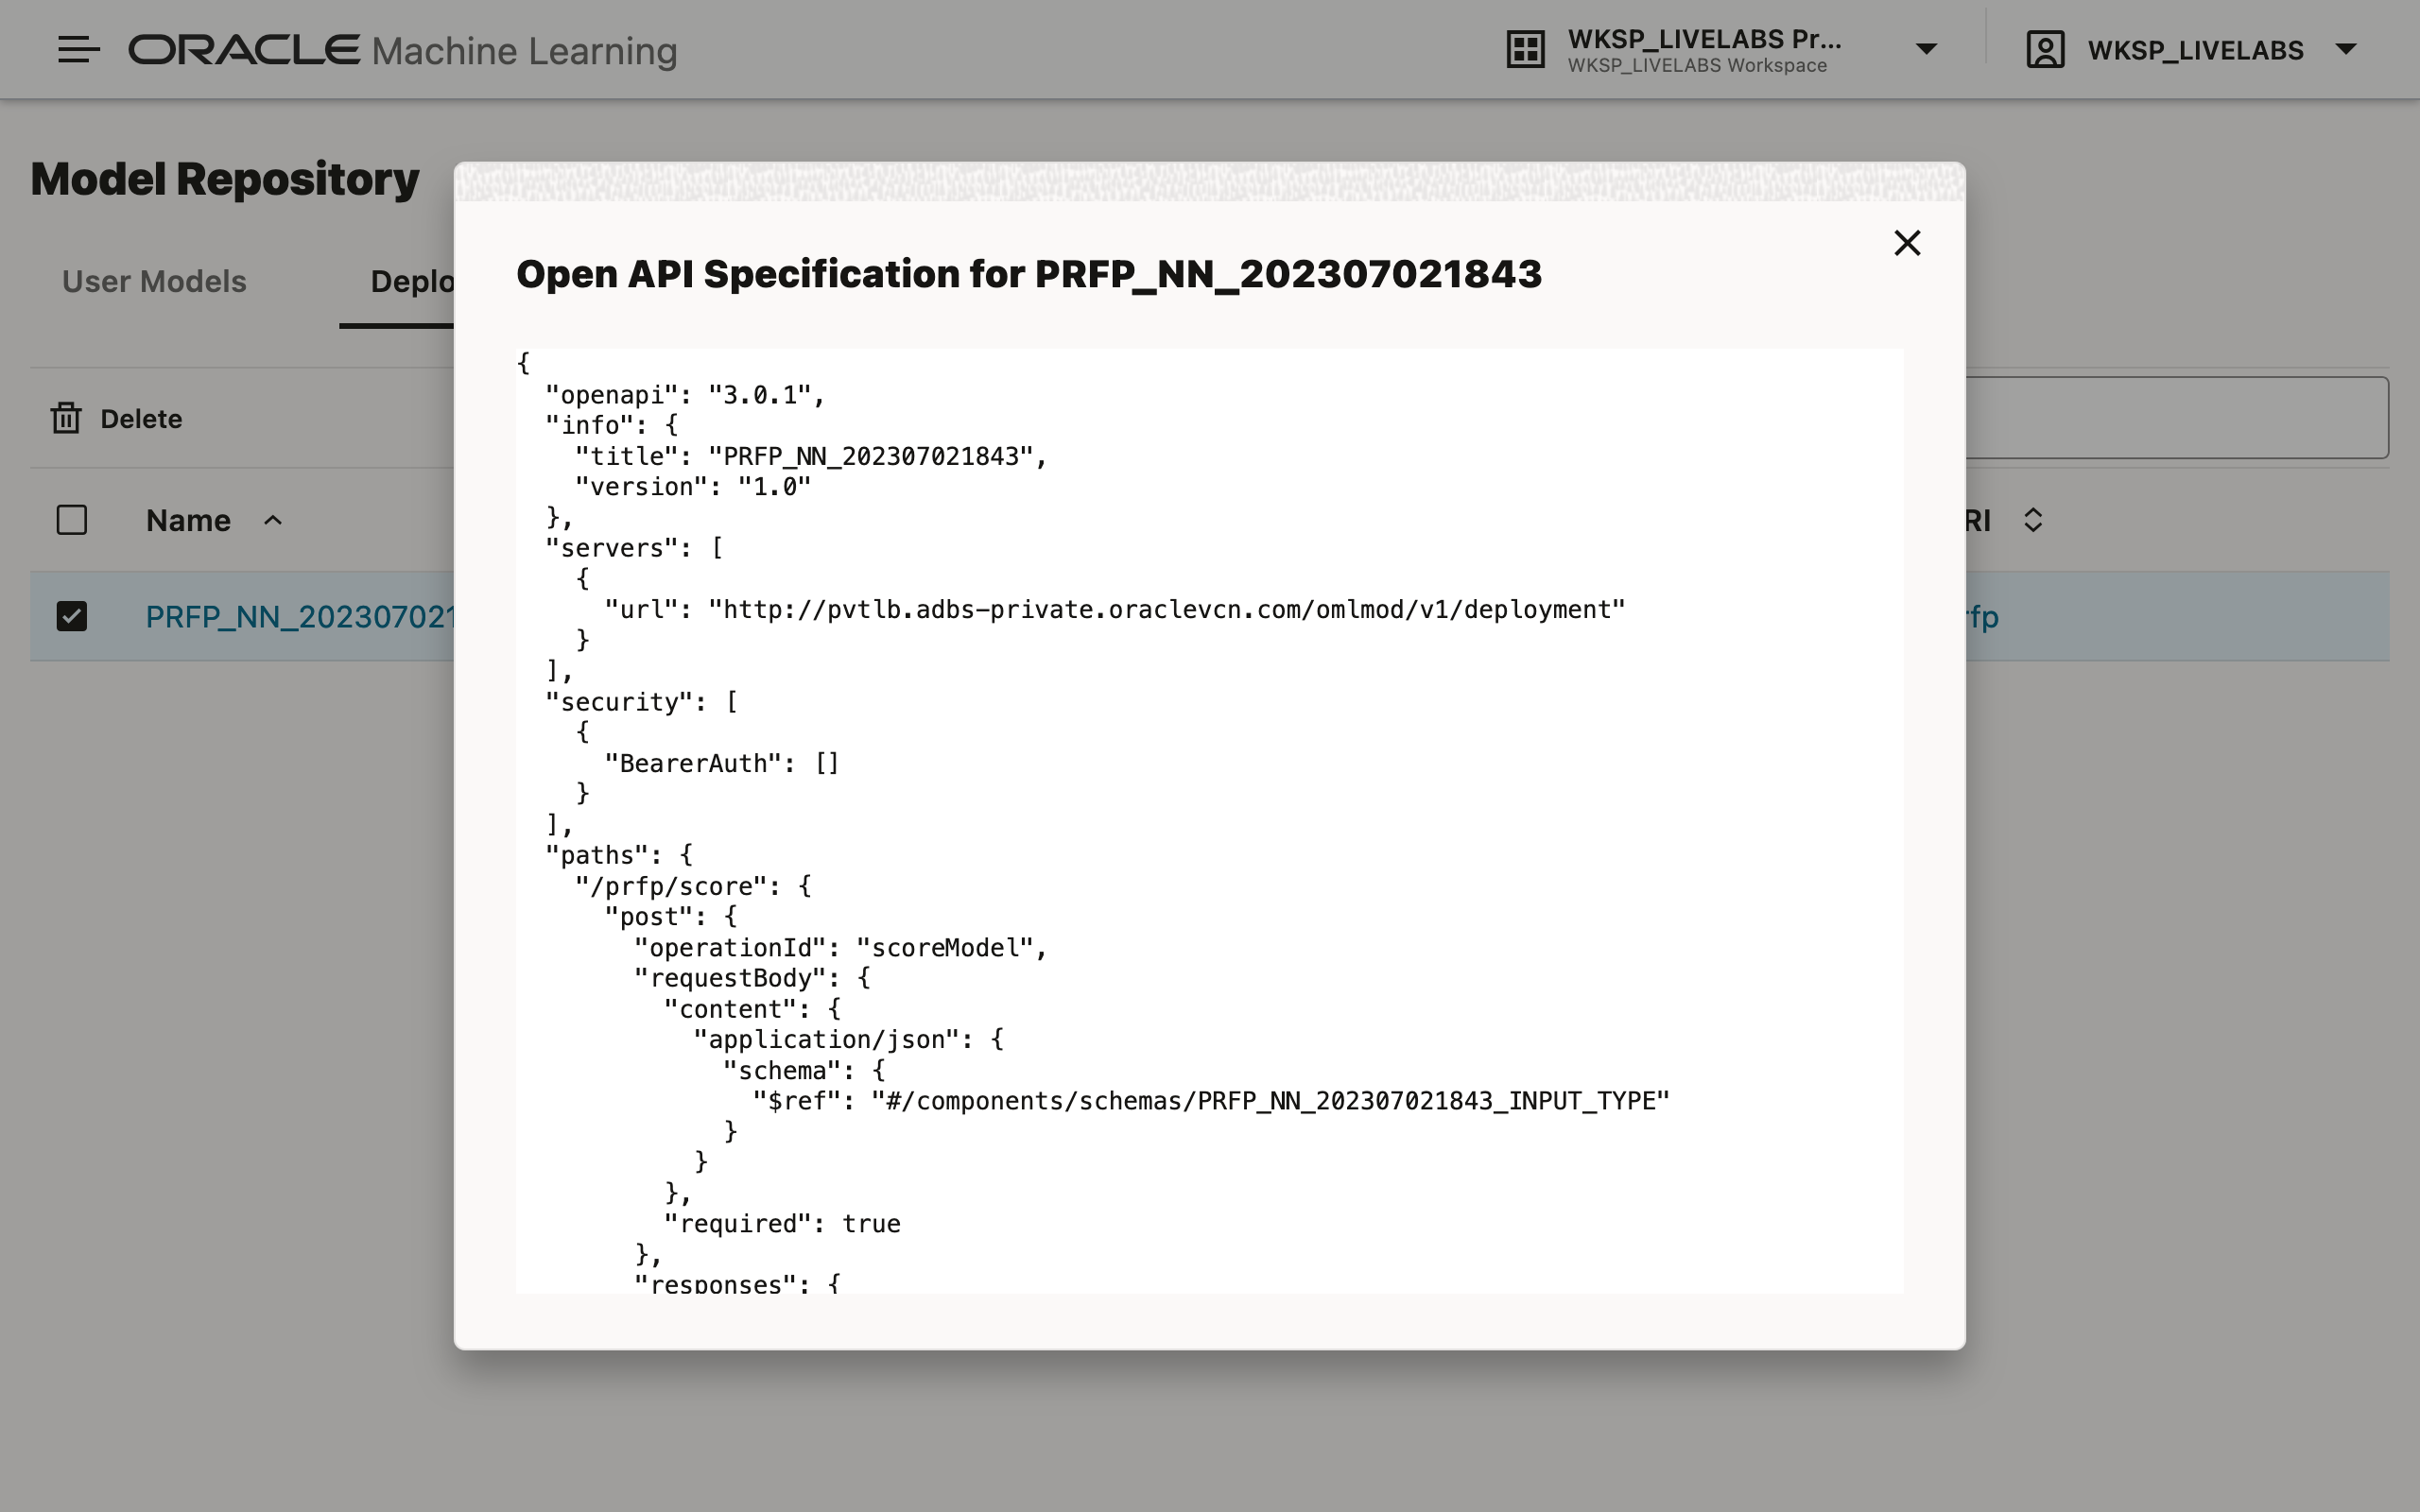 ORACLE Machine Learning
WKSP_LIVELABS Pr...
WKSP_LIVELABS Workspace
WKSP_LIVELABS
Model Repository
User Models
Deplo
Delete
Name
RI
PRFP_NN_202307021
rfp
Open API Specification for PRFP_NN_202307021843
{
  "openapi": "3.0.1",
  "info": {
    "title": "PRFP_NN_202307021843",
    "version": "1.0"
  },
  "servers": [
    {
      "url": "http://pvtlb.adbs-private.oraclevcn.com/omlmod/v1/deployment"
    }
  ],
  "security": [
    {
      "BearerAuth": []
    }
  ],
  "paths": {
    "/prfp/score": {
      "post": {
        "operationId": "scoreModel",
        "requestBody": {
          "content": {
            "application/json": {
              "schema": {
                "$ref": "#/components/schemas/PRFP_NN_202307021843_INPUT_TYPE"
              }
            }
          },
          "required": true
        },
        "responses": {